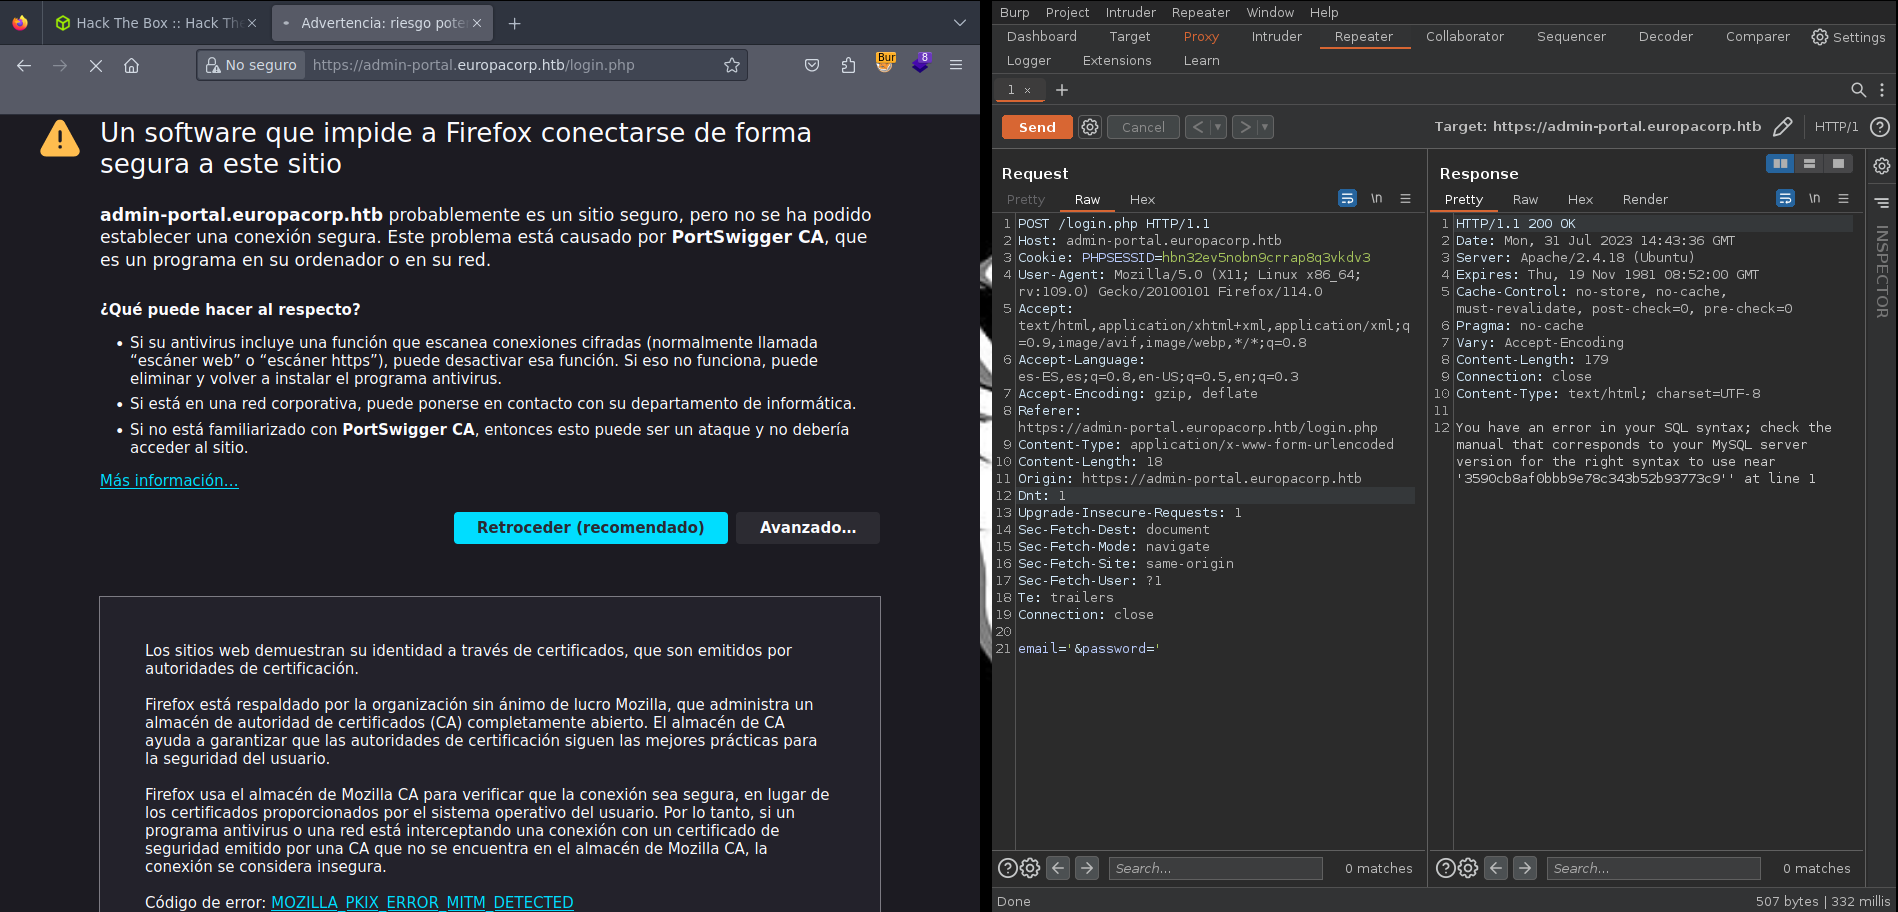 Hack The Box :: Hack The
Advertencia: riesgo pote
No seguro
https://admin-portal.europacorp.htb/login.php
Bur
8
Un software que impide a Firefox conectarse de forma
segura a este sitio
admin-portal.europacorp.htb probablemente es un sitio seguro, pero no se ha podido
establecer una conexión segura. Este problema está causado por PortSwigger CA, que
es un programa en su ordenador o en su red.
¿Qué puede hacer al respecto?
• Si su antivirus incluye una función que escanea conexiones cifradas (normalmente llamada
“escáner web” o “escáner https”), puede desactivar esa función. Si eso no funciona, puede
eliminar y volver a instalar el programa antivirus.
• Si está en una red corporativa, puede ponerse en contacto con su departamento de informática.
• Si no está familiarizado con PortSwigger CA, entonces esto puede ser un ataque y no debería
acceder al sitio.
Más información…
Retroceder (recomendado)
Avanzado…
Los sitios web demuestran su identidad a través de certificados, que son emitidos por
autoridades de certificación.
Firefox está respaldado por la organización sin ánimo de lucro Mozilla, que administra un
almacén de autoridad de certificados (CA) completamente abierto. El almacén de CA
ayuda a garantizar que las autoridades de certificación siguen las mejores prácticas para
la seguridad del usuario.
Firefox usa el almacén de Mozilla CA para verificar que la conexión sea segura, en lugar de
los certificados proporcionados por el sistema operativo del usuario. Por lo tanto, si un
programa antivirus o una red está interceptando una conexión con un certificado de
seguridad emitido por una CA que no se encuentra en el almacén de Mozilla CA, la
conexión se considera insegura.
Código de error: MOZILLA_PKIX_ERROR_MITM_DETECTED
Burp Project Intruder Repeater Window Help
Dashboard Target Proxy Intruder Repeater Collaborator Sequencer Decoder Comparer Settings
Logger Extensions Learn
1 ×
Send Cancel < > Target: https://admin-portal.europacorp.htb HTTP/1
Request
Pretty Raw Hex \n
1 POST /login.php HTTP/1.1
2 Host: admin-portal.europacorp.htb
3 Cookie: PHPSESSID=hbn32ev5nobn9crrap8q3vkdv3
4 User-Agent: Mozilla/5.0 (X11; Linux x86_64;
rv:109.0) Gecko/20100101 Firefox/114.0
5 Accept:
text/html,application/xhtml+xml,application/xml;q
=0.9,image/avif,image/webp,*/*;q=0.8
6 Accept-Language:
es-ES,es;q=0.8,en-US;q=0.5,en;q=0.3
7 Accept-Encoding: gzip, deflate
8 Referer:
https://admin-portal.europacorp.htb/login.php
9 Content-Type: application/x-www-form-urlencoded
10 Content-Length: 18
11 Origin: https://admin-portal.europacorp.htb
12 Dnt: 1
13 Upgrade-Insecure-Requests: 1
14 Sec-Fetch-Dest: document
15 Sec-Fetch-Mode: navigate
16 Sec-Fetch-Site: same-origin
17 Sec-Fetch-User: ?1
18 Te: trailers
19 Connection: close
20
21 email='&password='
Search...
0 matches
Response
Pretty Raw Hex Render \n
1 HTTP/1.1 200 OK
2 Date: Mon, 31 Jul 2023 14:43:36 GMT
3 Server: Apache/2.4.18 (Ubuntu)
4 Expires: Thu, 19 Nov 1981 08:52:00 GMT
5 Cache-Control: no-store, no-cache,
must-revalidate, post-check=0, pre-check=0
6 Pragma: no-cache
7 Vary: Accept-Encoding
8 Content-Length: 179
9 Connection: close
10 Content-Type: text/html; charset=UTF-8
11
12 You have an error in your SQL syntax; check the
manual that corresponds to your MySQL server
version for the right syntax to use near
'3590cb8af0bbb9e78c343b52b93773c9'' at line 1
Search...
0 matches
INSPECTOR
Done
507 bytes | 332 millis